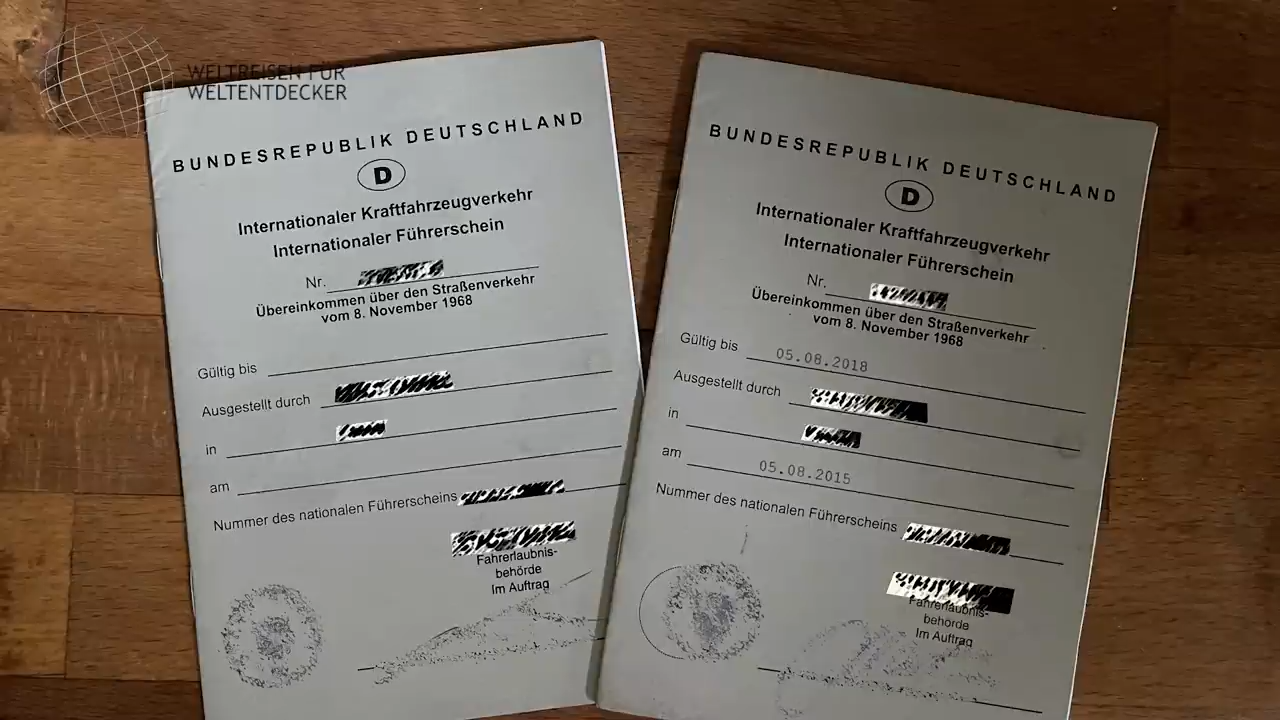 WELTREISEN FÜR
WELTENTDECKER
BUNDESREPUBLIK DEUTSCHLAND
D
Internationaler Kraftfahrzeugverkehr
Internationaler Führerschein
Nr.
Übereinkommen über den Straßenverkehr
vom 8. November 1968
Gültig bis
Ausgestellt durch
in
am
Nummer des nationalen Führerscheins
Fahrerlaubnis-
behörde
Im Auftrag
BUNDESREPUBLIK DEUTSCHLAND
D
Internationaler Kraftfahrzeugverkehr
Internationaler Führerschein
Nr.
Übereinkommen über den Straßenverkehr
vom 8. November 1968
Gültig bis 05.08.2018
Ausgestellt durch
in
am 05.08.2015
Nummer des nationalen Führerscheins
Fahrerlaubnis-
behörde
Im Auftrag